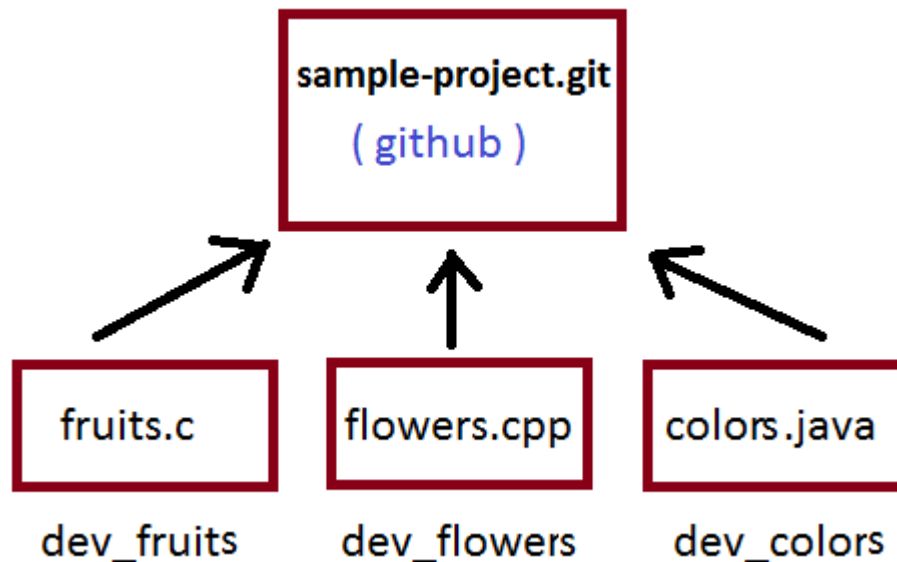 sample-project.git
( github )
fruits.c
flowers.cpp
colors.java
dev_fruits
dev_flowers
dev_colors